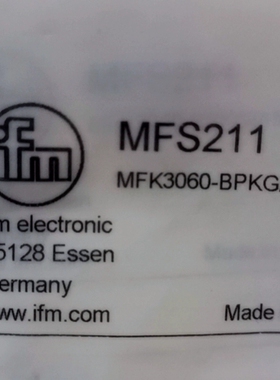 ifm
MFS211
MFK3060-BPKG
m electronic
5128 Essen
ermany
ww.ifm.com
Made